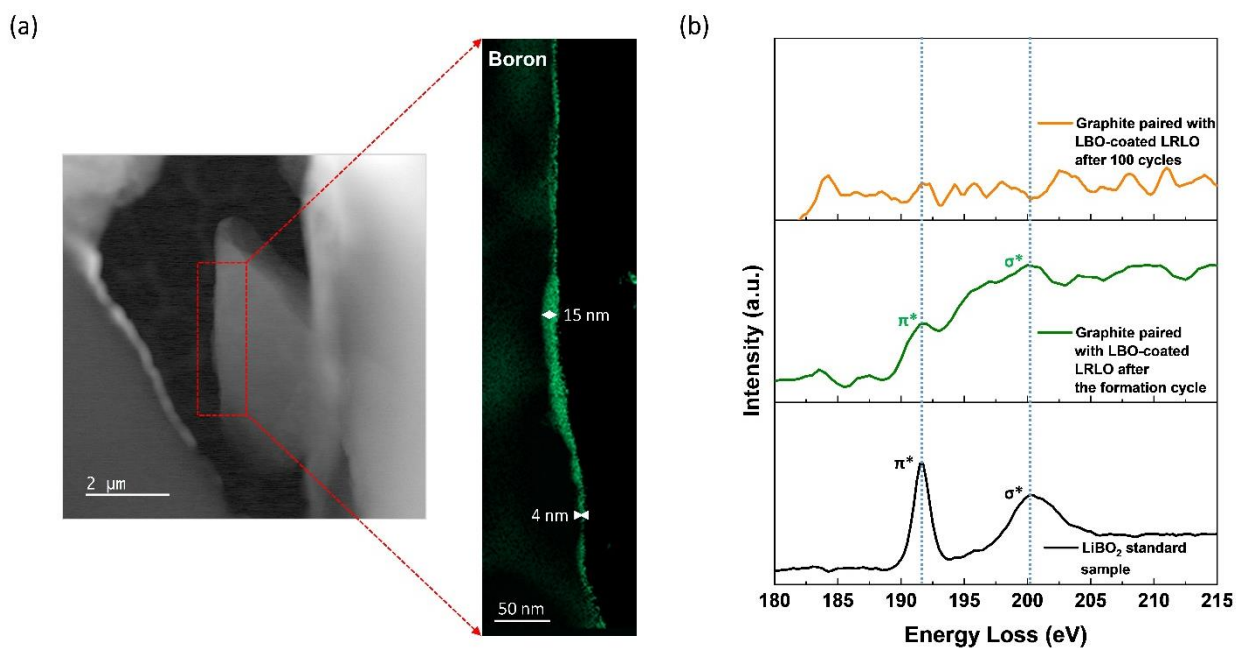 (a)
Boron
15 nm
4 nm
50 nm
2 µm
(b)
Graphite paired with
LBO-coated LRLO
after 100 cycles
σ*
π*
Graphite paired
with LBO-coated
LRLO after
the formation cycle
π*
σ*
LiBO₂ standard
sample
Intensity (a.u.)
180 185 190 195 200 205 210 215
Energy Loss (eV)